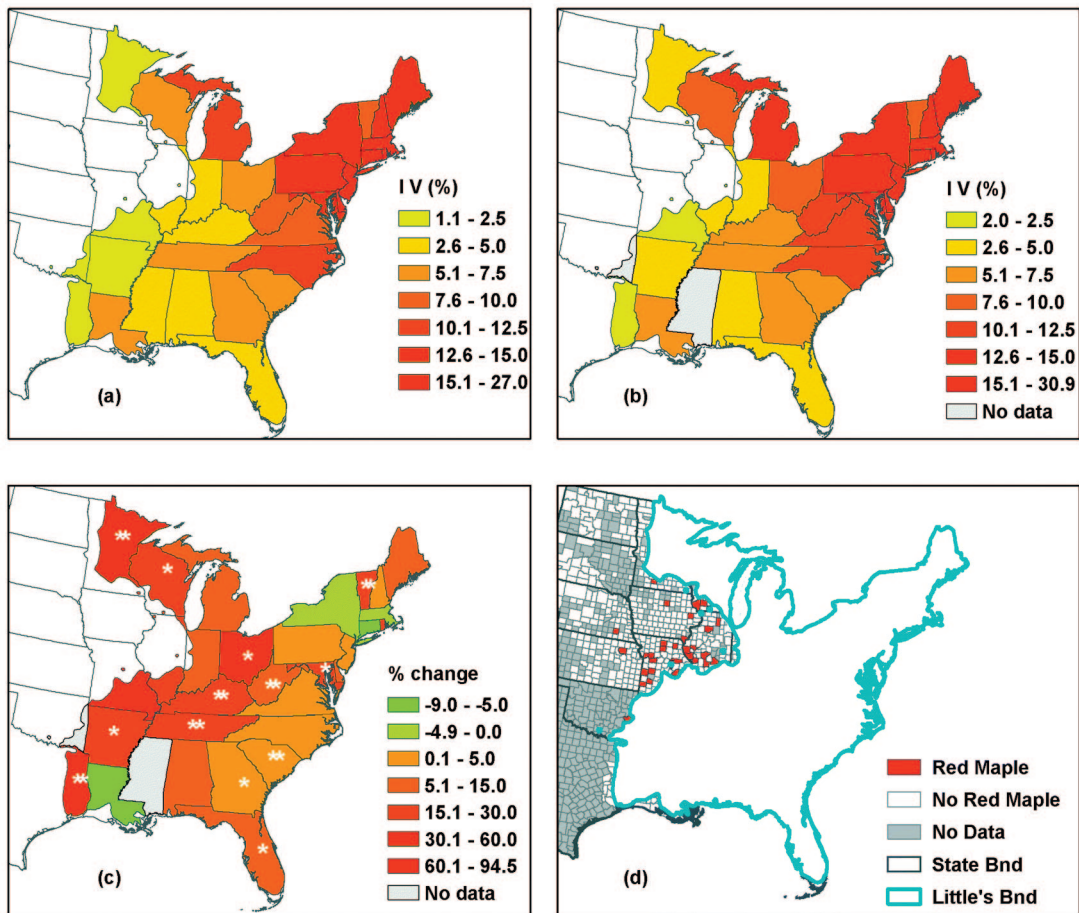 I V (%)
1.1 - 2.5
2.6 - 5.0
5.1 - 7.5
7.6 - 10.0
10.1 - 12.5
12.6 - 15.0
15.1 - 27.0
(a)
I V (%)
2.0 - 2.5
2.6 - 5.0
5.1 - 7.5
7.6 - 10.0
10.1 - 12.5
12.6 - 15.0
15.1 - 30.9
No data
(b)
**
*
**
*
*
**
**
**
*
**
*
**
*
% change
-9.0 - -5.0
-4.9 - 0.0
0.1 - 5.0
5.1 - 15.0
15.1 - 30.0
30.1 - 60.0
60.1 - 94.5
No data
(c)
Red Maple
No Red Maple
No Data
State Bnd
Little's Bnd
(d)